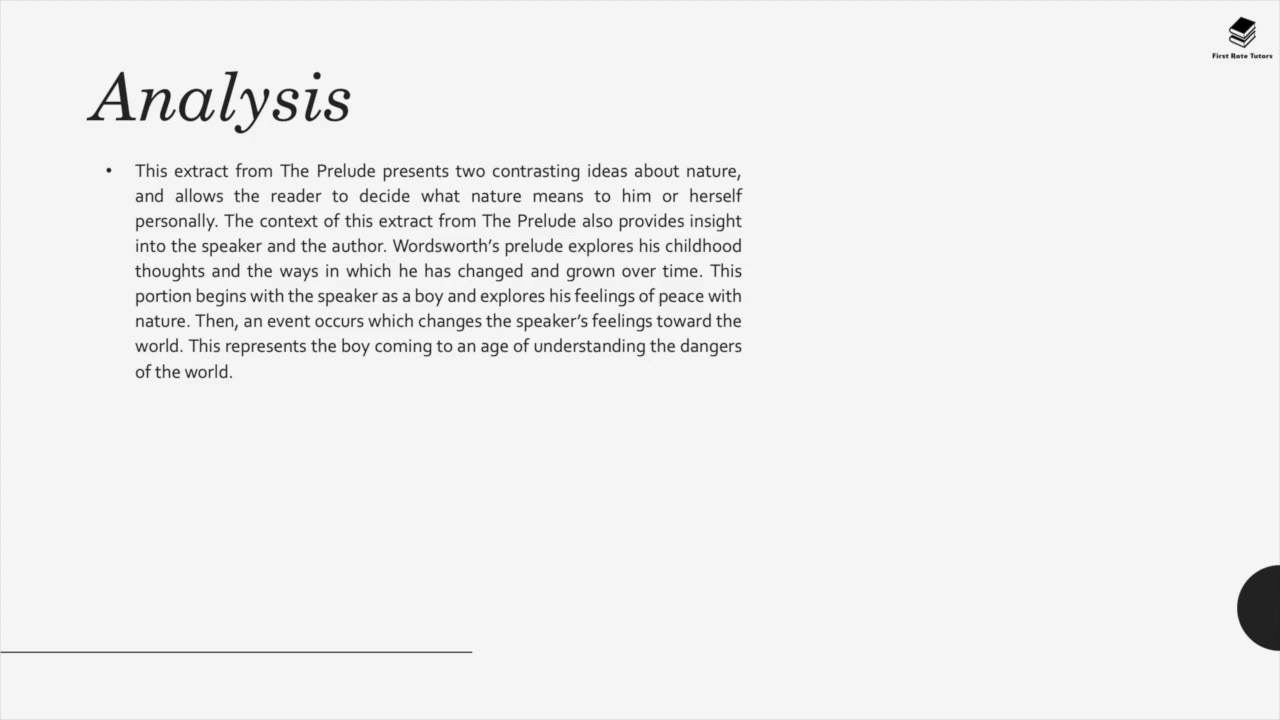 First Rate Tutors
Analysis
• This extract from The Prelude presents two contrasting ideas about nature,
and allows the reader to decide what nature means to him or herself
personally. The context of this extract from The Prelude also provides insight
into the speaker and the author. Wordsworth’s prelude explores his childhood
thoughts and the ways in which he has changed and grown over time. This
portion begins with the speaker as a boy and explores his feelings of peace with
nature. Then, an event occurs which changes the speaker’s feelings toward the
world. This represents the boy coming to an age of understanding the dangers
of the world.